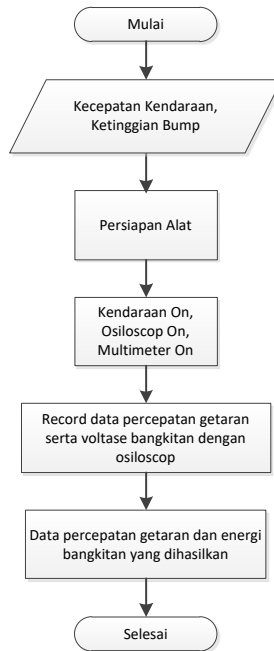 Mulai
Kecepatan Kendaraan,
Ketinggian Bump
Persiapan Alat
Kendaraan On,
Osiloscop On,
Multimeter On
Record data percepatan getaran
serta voltase bangkitan dengan
osiloscop
Data percepatan getaran dan energi
bangkitan yang dihasilkan
Selesai